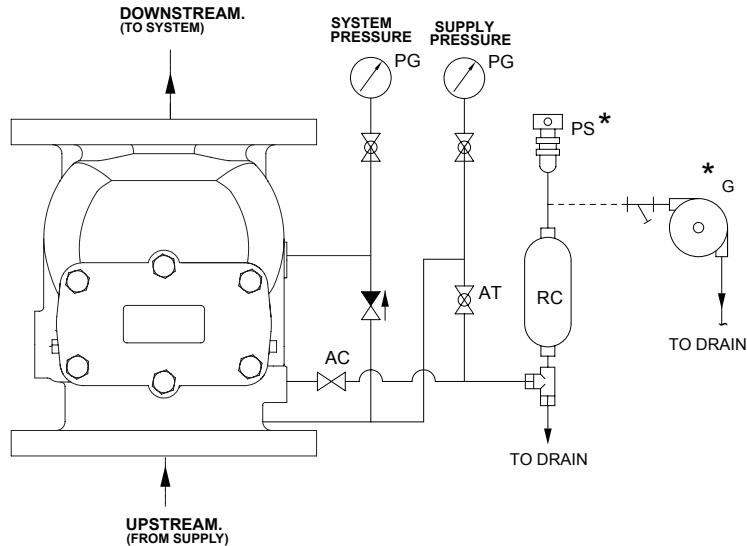 DOWNSTREAM.
(TO SYSTEM)
SYSTEM
PRESSURE
SUPPLY
PRESSURE
PG
PG
PS*
* G
AT
RC
AC
TO DRAIN
TO DRAIN
UPSTREAM.
(FROM SUPPLY)